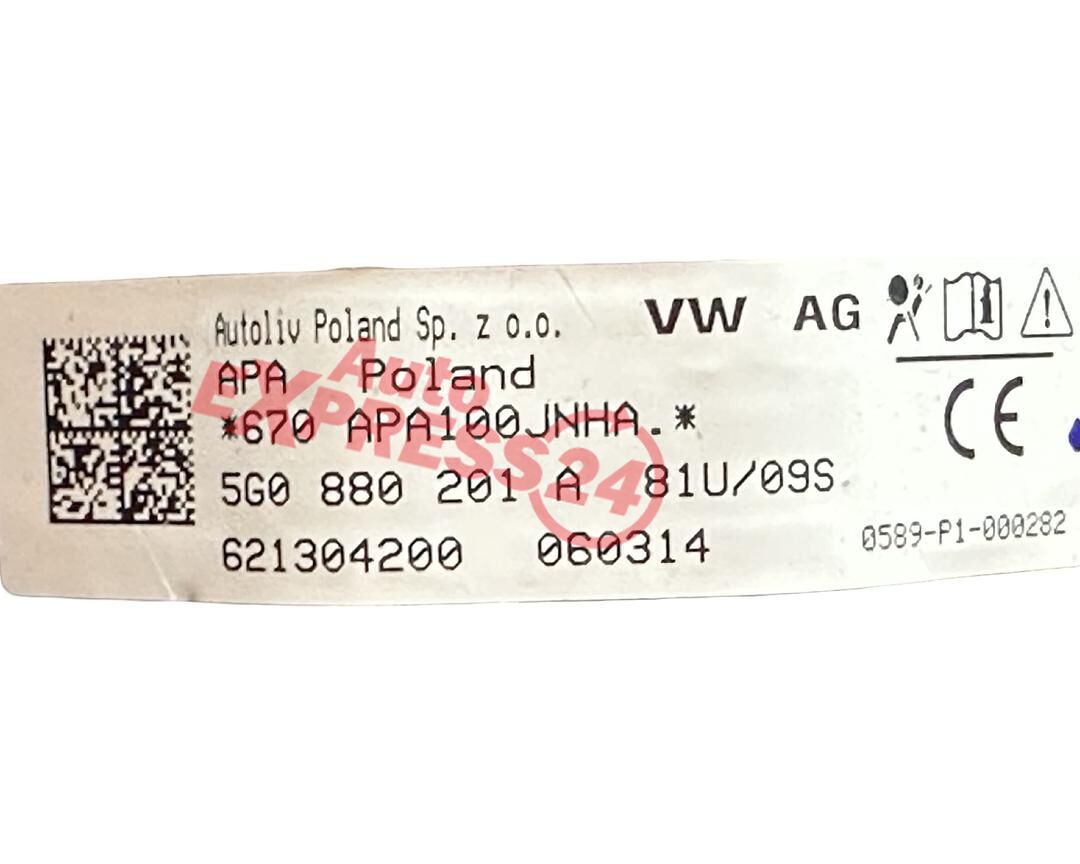 Autoliv Poland Sp. z o.o.
VW AG
APA Poland
*670 APA100JNHA.*
CE
5G0 880 201 A 81U/09S
621304200 060314
0589-P1-000282
Auto
EXPRESS24